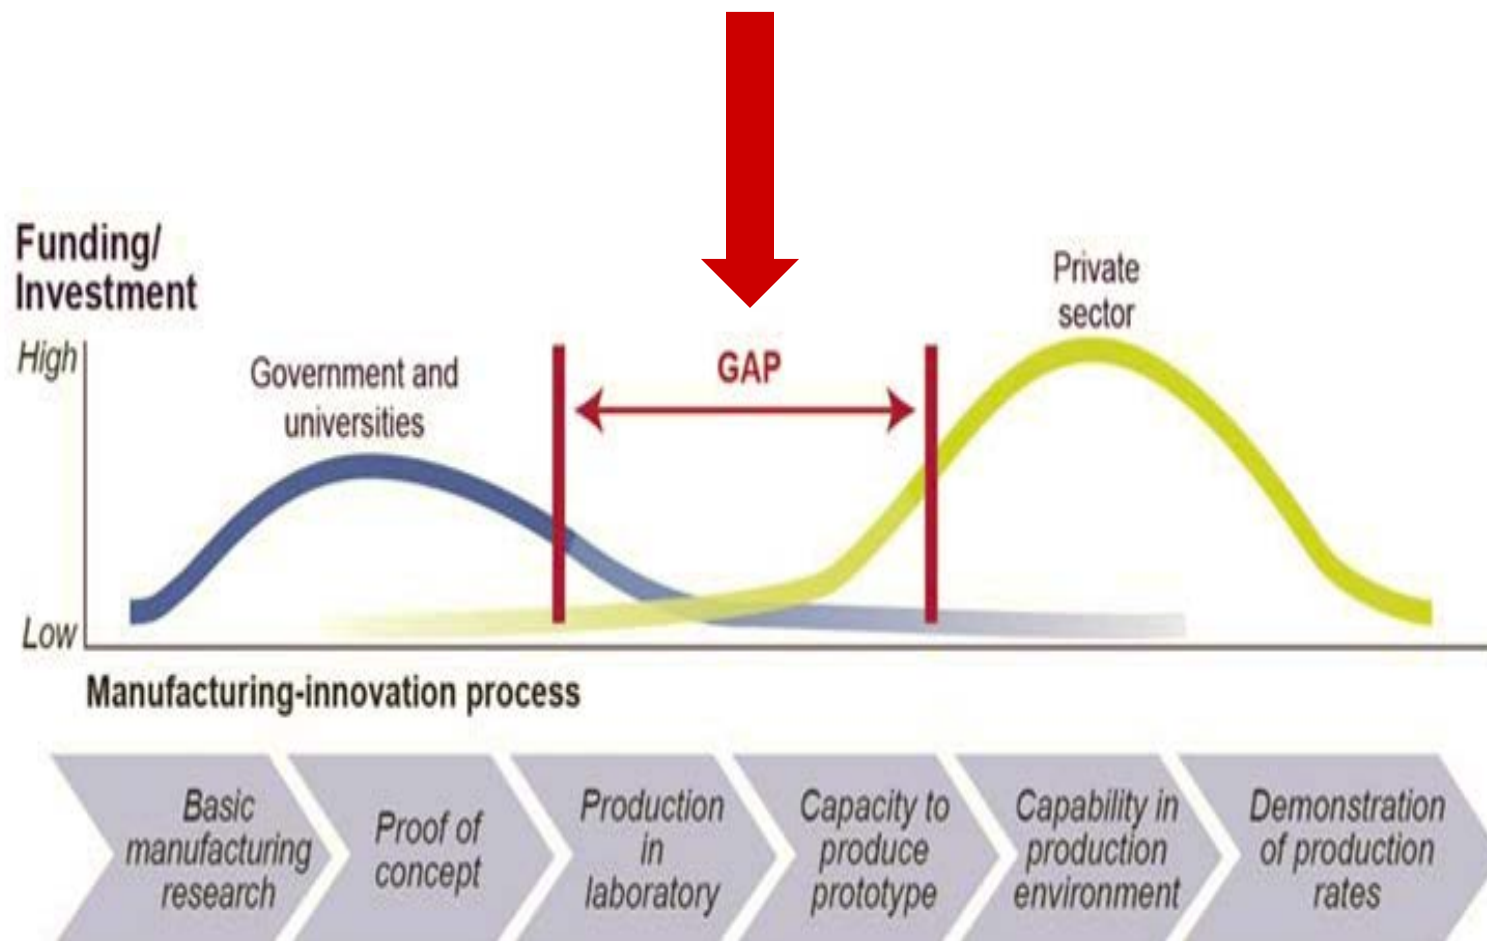 Funding/
Investment
High
Low
Government and
universities
GAP
Private
sector
Manufacturing-innovation process
Basic
manufacturing
research
Proof of
concept
Production
in
laboratory
Capacity to
produce
prototype
Capability in
production
environment
Demonstration
of production
rates